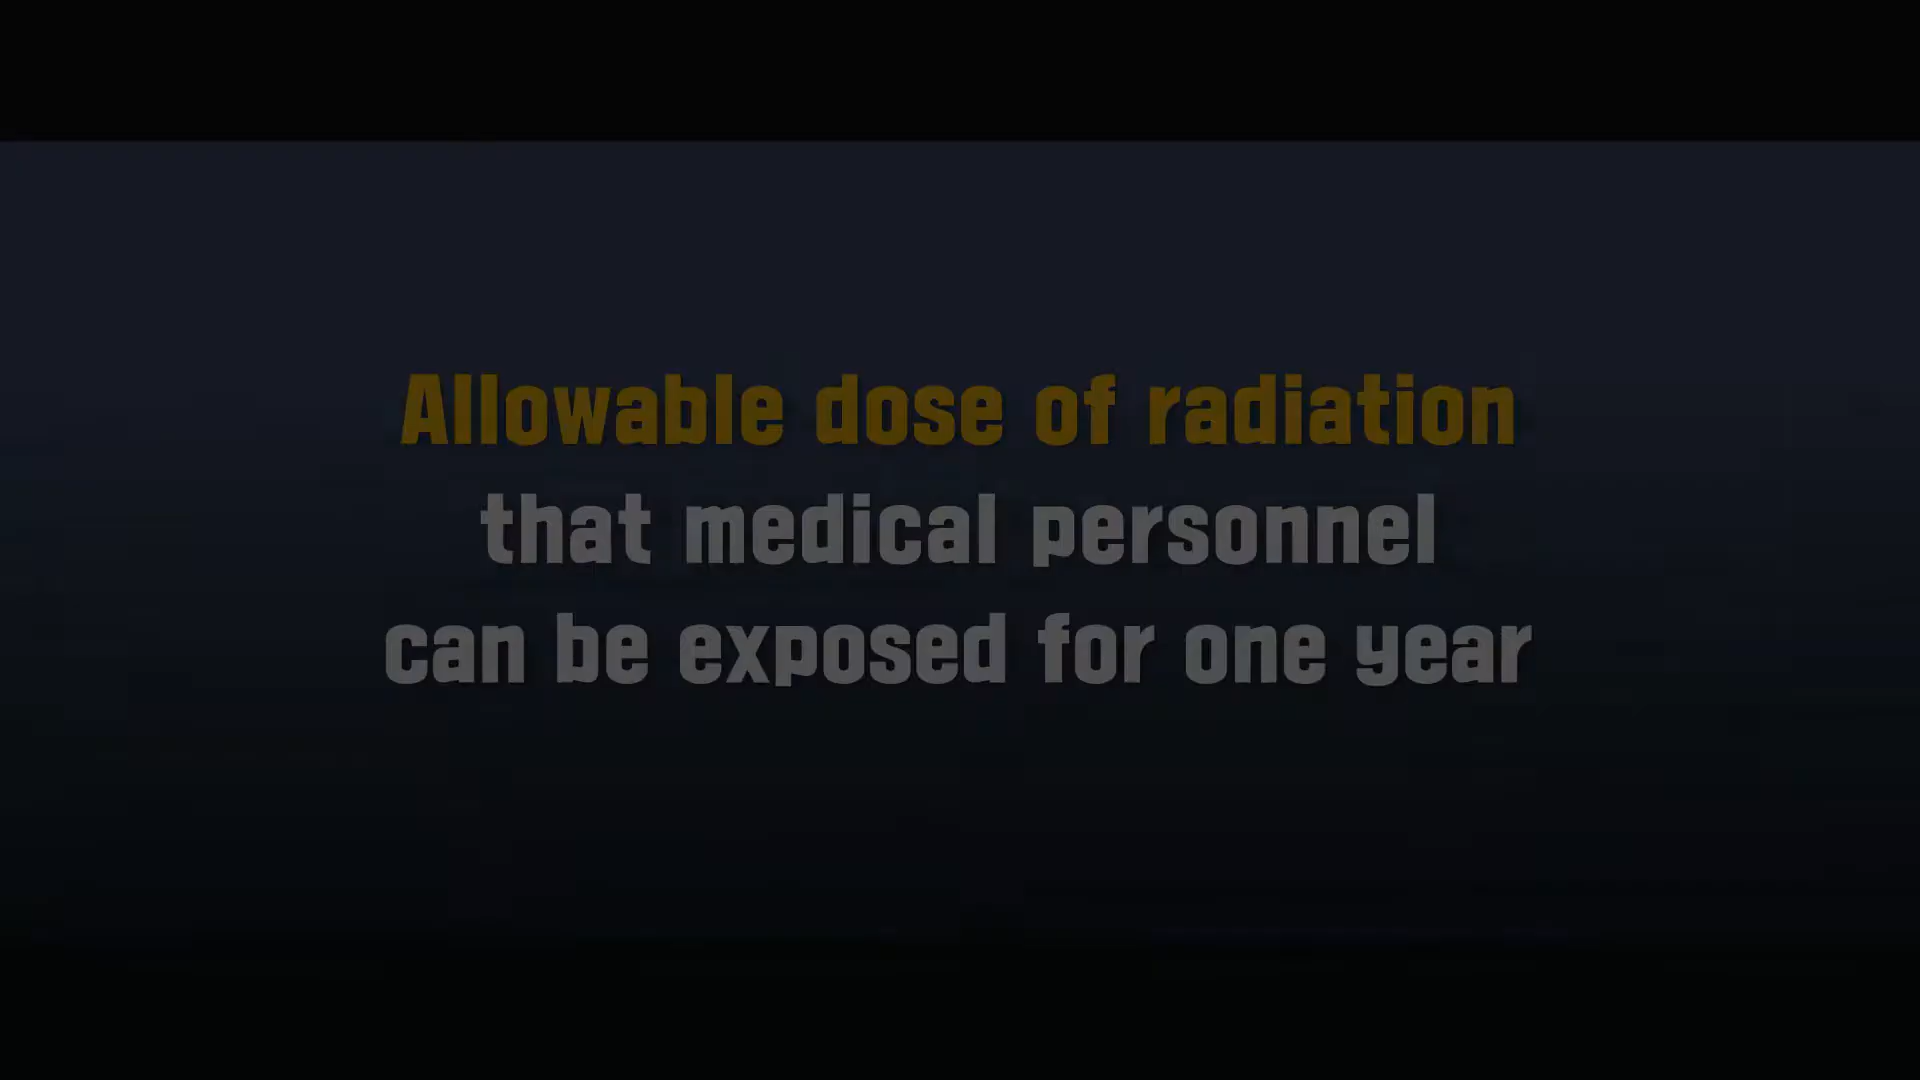 Allowable dose of radiation
that medical personnel
can be exposed for one year